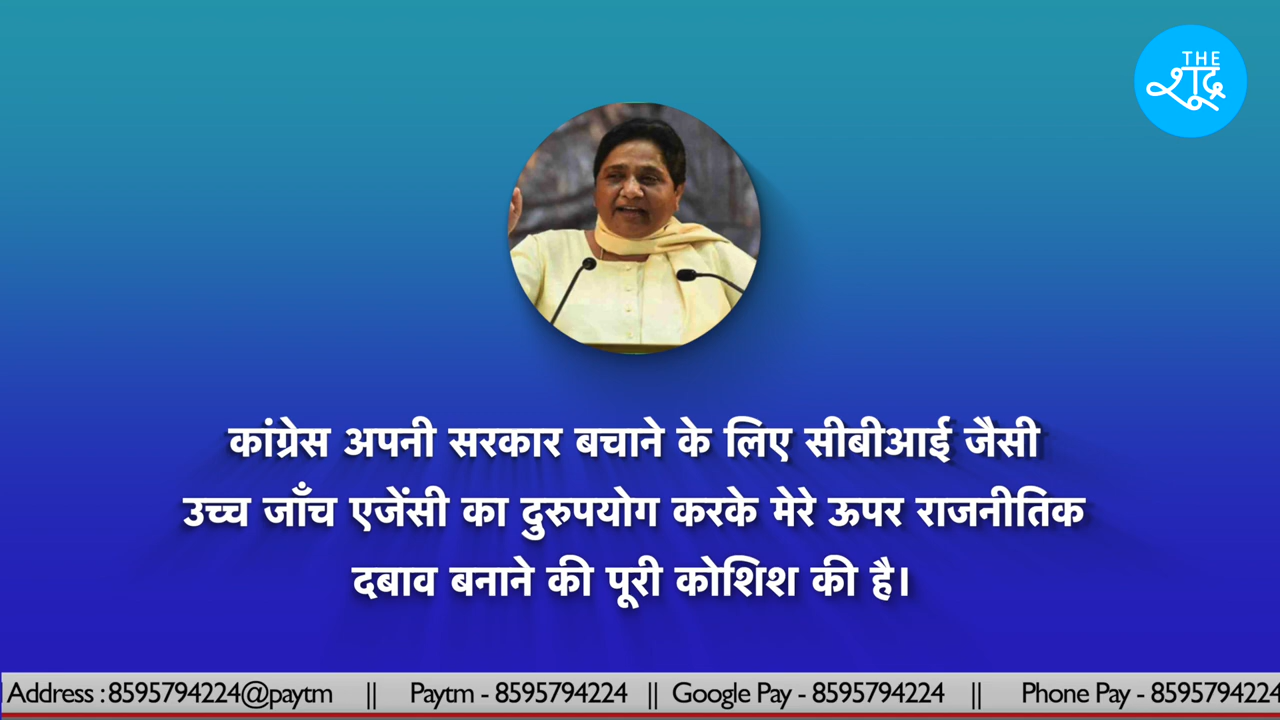 THE
शूद्र
कांग्रेस अपनी सरकार बचाने के लिए सीबीआई जैसी
उच्च जाँच एजेंसी का दुरुपयोग करके मेरे ऊपर राजनीतिक
दबाव बनाने की पूरी कोशिश की है।
Address : 8595794224@paytm || Paytm - 8595794224 || Google Pay - 8595794224 || Phone Pay - 8595794224